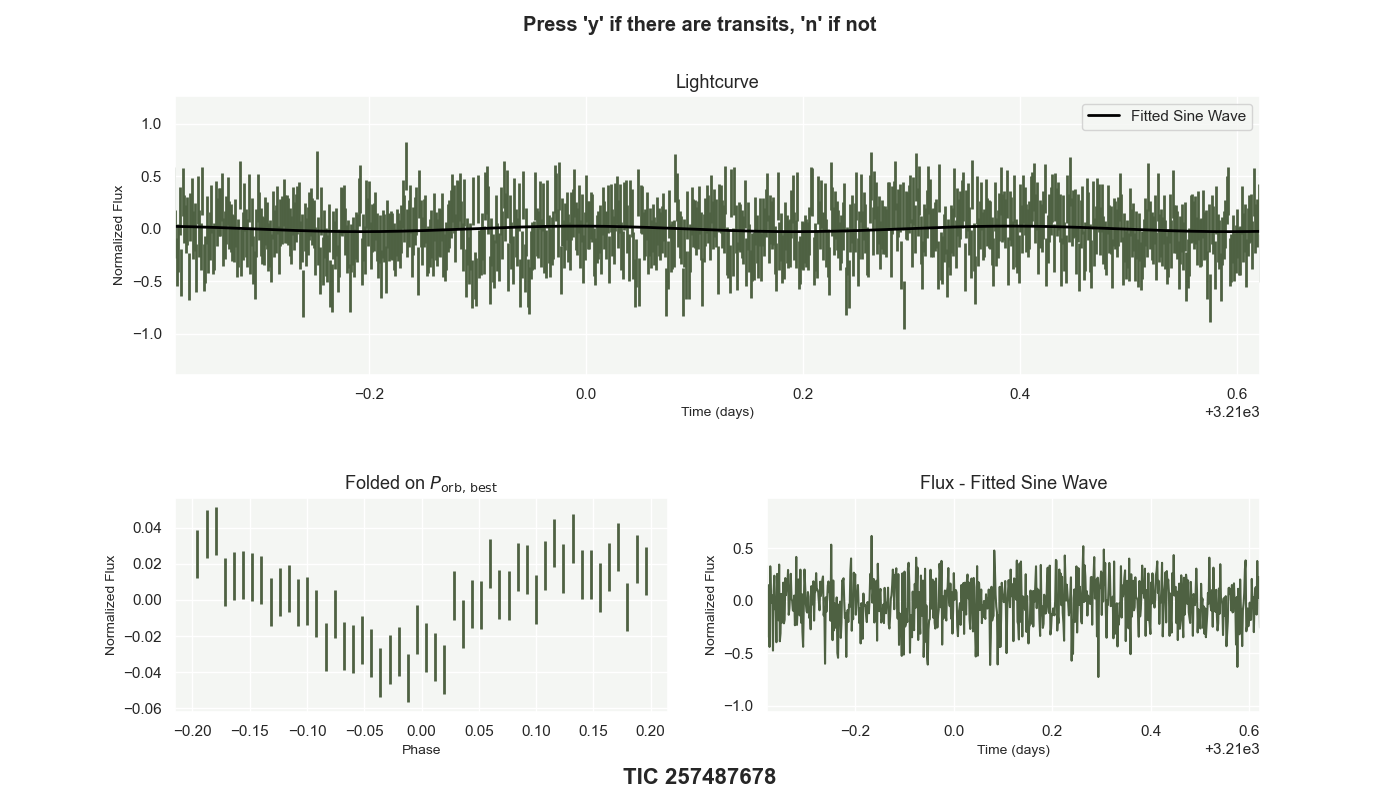 Press 'y' if there are transits, 'n' if not
Lightcurve
Fitted Sine Wave
Normalized Flux
1.0
0.5
0.0
−0.5
−1.0
−0.2
0.0
0.2
0.4
0.6
Time (days)
+3.21e3
Folded on P_orb, best
Normalized Flux
0.04
0.02
0.00
−0.02
−0.04
−0.06
−0.20
−0.15
−0.10
−0.05
0.00
0.05
0.10
0.15
0.20
Phase
Flux - Fitted Sine Wave
Normalized Flux
0.5
0.0
−0.5
−1.0
−0.2
0.0
0.2
0.4
0.6
Time (days)
+3.21e3
TIC 257487678